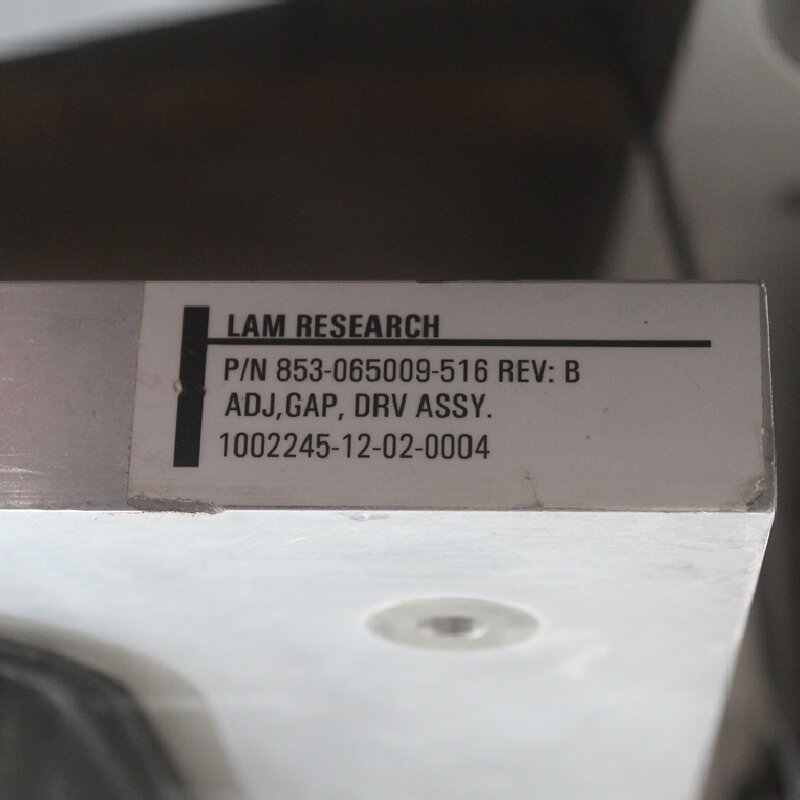 LAM RESEARCH
P/N 853-065009-516 REV: B
ADJ,GAP, DRV ASSY.
1002245-12-02-0004